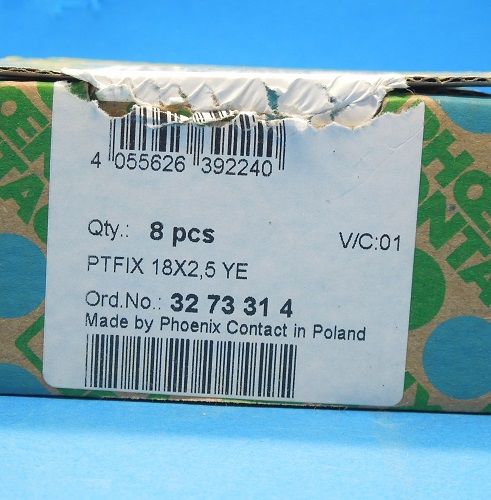 4 055626 392240
Qty.: 8 pcs V/C:01
PTFIX 18X2,5 YE
Ord.No.: 32 73 31 4
Made by Phoenix Contact in Poland